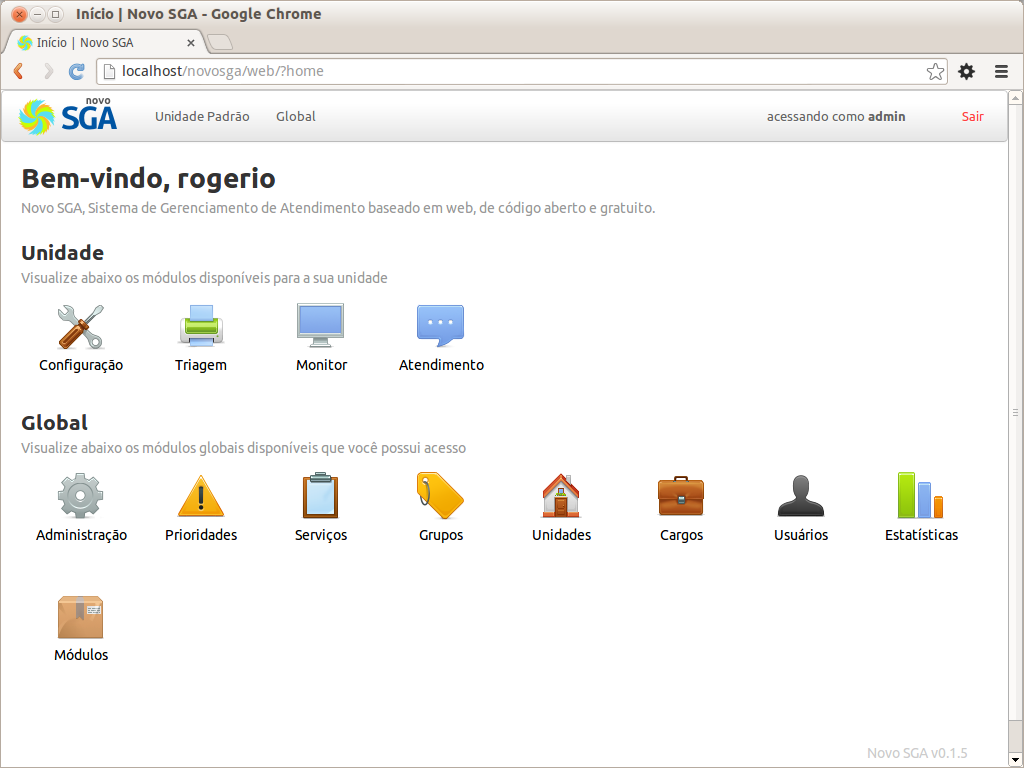 Início | Novo SGA - Google Chrome
Início | Novo SGA
localhost/novosga/web/?home
novo
SGA
Unidade Padrão Global acessando como admin Sair
Bem-vindo, rogerio
Novo SGA, Sistema de Gerenciamento de Atendimento baseado em web, de código aberto e gratuito.
Unidade
Visualize abaixo os módulos disponíveis para a sua unidade
Configuração Triagem Monitor Atendimento
Global
Visualize abaixo os módulos globais disponíveis que você possui acesso
Administração Prioridades Serviços Grupos Unidades Cargos Usuários Estatísticas
Módulos
Novo SGA v0.1.5